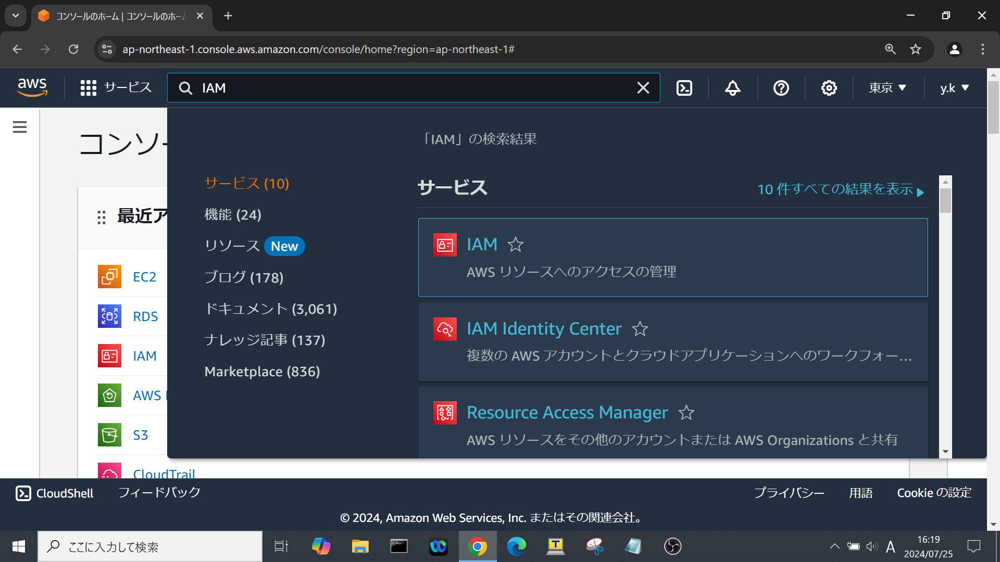 コンソールのホーム | コンソールのホーム
ap-northeast-1.console.aws.amazon.com/console/home?region=ap-northeast-1#
aws
サービス
IAM
東京
y.k
コンソー
「IAM」の検索結果
サービス (10)
機能 (24)
リソース New
ブログ (178)
ドキュメント (3,061)
ナレッジ記事 (137)
Marketplace (836)
サービス
10 件すべての結果を表示
IAM
AWS リソースへのアクセスの管理
IAM Identity Center
複数の AWS アカウントとクラウドアプリケーションへのワークフォー...
Resource Access Manager
AWS リソースをその他のアカウントまたは AWS Organizations と共有
最近ア
EC2
RDS
IAM
AWS
S3
CloudTrail
CloudShell
フィードバック
プライバシー
用語
Cookie の設定
© 2024, Amazon Web Services, Inc. またはその関連会社。
ここに入力して検索
T
A
16:19
2024/07/25